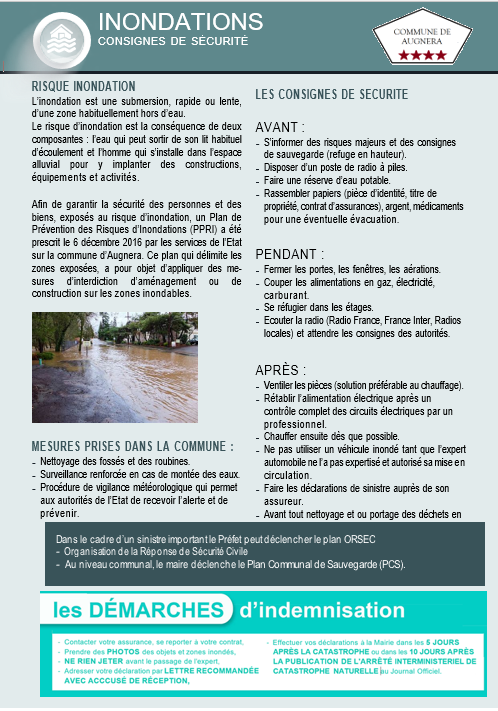 INONDATIONS
CONSIGNES DE SÉCURITÉ
COMMUNE DE
AUGNERA
RISQUE INONDATION
L’inondation est une submersion, rapide ou lente,
d’une zone habituellement hors d’eau.
Le risque d’inondation est la conséquence de deux
composantes : l’eau qui peut sortir de son lit habituel
d’écoulement et l’homme qui s’installe dans l’espace
alluvial pour y implanter des constructions,
équipements et activités.
Afin de garantir la sécurité des personnes et des
biens, exposés au risque d’inondation, un Plan de
Prévention des Risques d’Inondations (PPRI) a été
prescrit le 6 décembre 2016 par les services de l’Etat
sur la commune d’Augnera. Ce plan qui délimite les
zones exposées, a pour objet d’appliquer des me-
sures d’interdiction d’aménagement ou de
construction sur les zones inondables.
MESURES PRISES DANS LA COMMUNE :
- Nettoyage des fossés et des roubines.
- Surveillance renforcée en cas de montée des eaux.
- Procédure de vigilance météorologique qui permet
aux autorités de l’Etat de recevoir l’alerte et de
prévenir.
LES CONSIGNES DE SECURITE
AVANT :
- S’informer des risques majeurs et des consignes
de sauvegarde (refuge en hauteur).
- Disposer d’un poste de radio à piles.
- Faire une réserve d’eau potable.
- Rassembler papiers (pièce d’identité, titre de
propriété, contrat d’assurances), argent, médicaments
pour une éventuelle évacuation.
PENDANT :
- Fermer les portes, les fenêtres, les aérations.
- Couper les alimentations en gaz, électricité,
carburant.
- Se réfugier dans les étages.
- Ecouter la radio (Radio France, France Inter, Radios
locales) et attendre les consignes des autorités.
APRÈS :
- Ventiler les pièces (solution préférable au chauffage).
- Rétablir l’alimentation électrique après un
contrôle complet des circuits électriques par un
professionnel.
- Chauffer ensuite dès que possible.
- Ne pas utiliser un véhicule inondé tant que l’expert
automobile ne l’a pas expertisé et autorisé sa mise en
circulation.
- Faire les déclarations de sinistre auprès de son
assureur.
- Avant tout nettoyage et ou partage des déchets en
Dans le cadre d’un sinistre important le Préfet peut déclencher le plan ORSEC
- Organisation de la Réponse de Sécurité Civile
- Au niveau communal, le maire déclenche le Plan Communal de Sauvegarde (PCS).
les DÉMARCHES d’indemnisation
- Contacter votre assurance, se reporter à votre contrat,
- Prendre des PHOTOS des objets et zones inondés,
- NE RIEN JETER avant le passage de l’expert,
- Adresser votre déclaration par LETTRE RECOMMANDÉE
AVEC ACCCUSÉ DE RÉCEPTION,
- Effectuer vos déclarations à la Mairie dans les 5 JOURS
APRÈS LA CATASTROPHE ou dans les 10 JOURS APRÈS
LA PUBLICATION DE L’ARRÊTÉ INTERMINISTERIEL DE
CATASTROPHE NATURELLE au Journal Officiel.